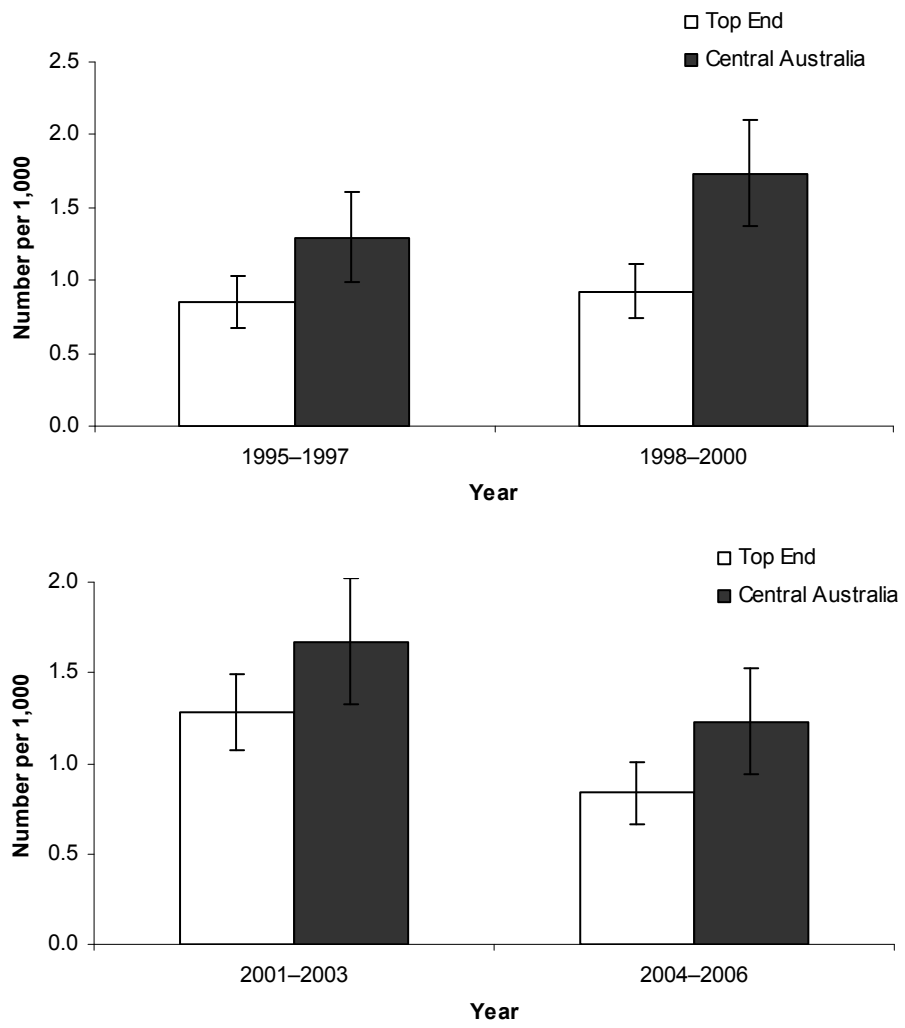 Top End
Central Australia
2.5
2.0
1.5
1.0
0.5
0.0
Number per 1,000
1995–1997 1998–2000
Year
Top End
Central Australia
2.0
1.5
1.0
0.5
0.0
Number per 1,000
2001–2003 2004–2006
Year